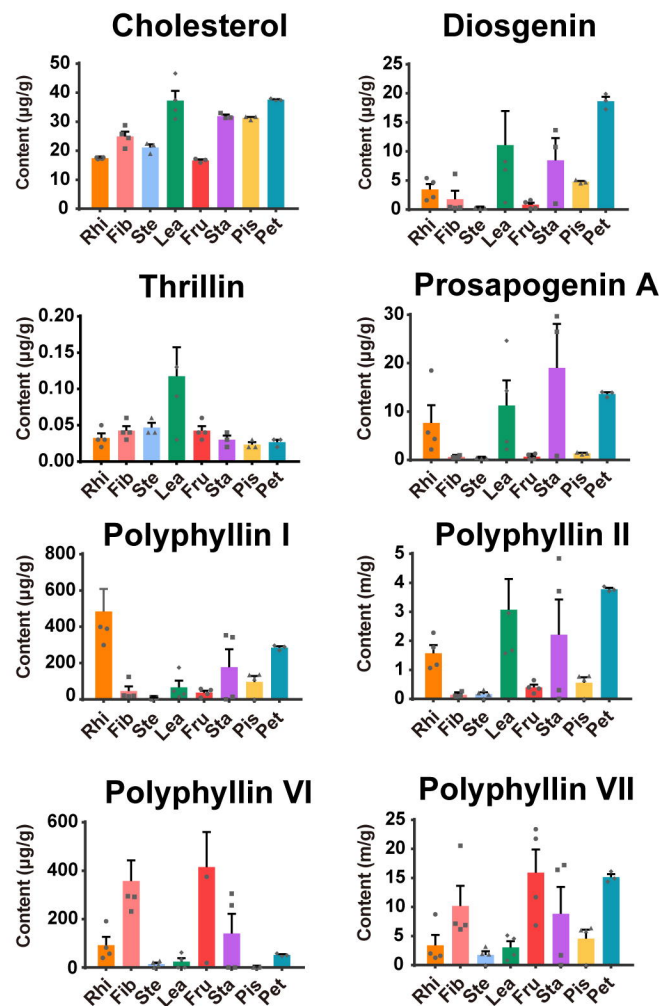 Cholesterol
Content (µg/g)
50
40
30
20
10
0
Rhi Fib Ste Lea Fru Sta Pis Pet
Diosgenin
Content (µg/g)
25
20
15
10
5
0
Rhi Fib Ste Lea Fru Sta Pis Pet
Thrillin
Content (µg/g)
0.20
0.15
0.10
0.05
0.00
Rhi Fib Ste Lea Fru Sta Pis Pet
Prosapogenin A
Content (µg/g)
30
20
10
0
Rhi Fib Ste Lea Fru Sta Pis Pet
Polyphyllin I
Content (µg/g)
800
600
400
200
0
Rhi Fib Ste Lea Fru Sta Pis Pet
Polyphyllin II
Content (m/g)
5
4
3
2
1
0
Rhi Fib Ste Lea Fru Sta Pis Pet
Polyphyllin VI
Content (µg/g)
600
400
200
0
Rhi Fib Ste Lea Fru Sta Pis Pet
Polyphyllin VII
Content (m/g)
25
20
15
10
5
0
Rhi Fib Ste Lea Fru Sta Pis Pet